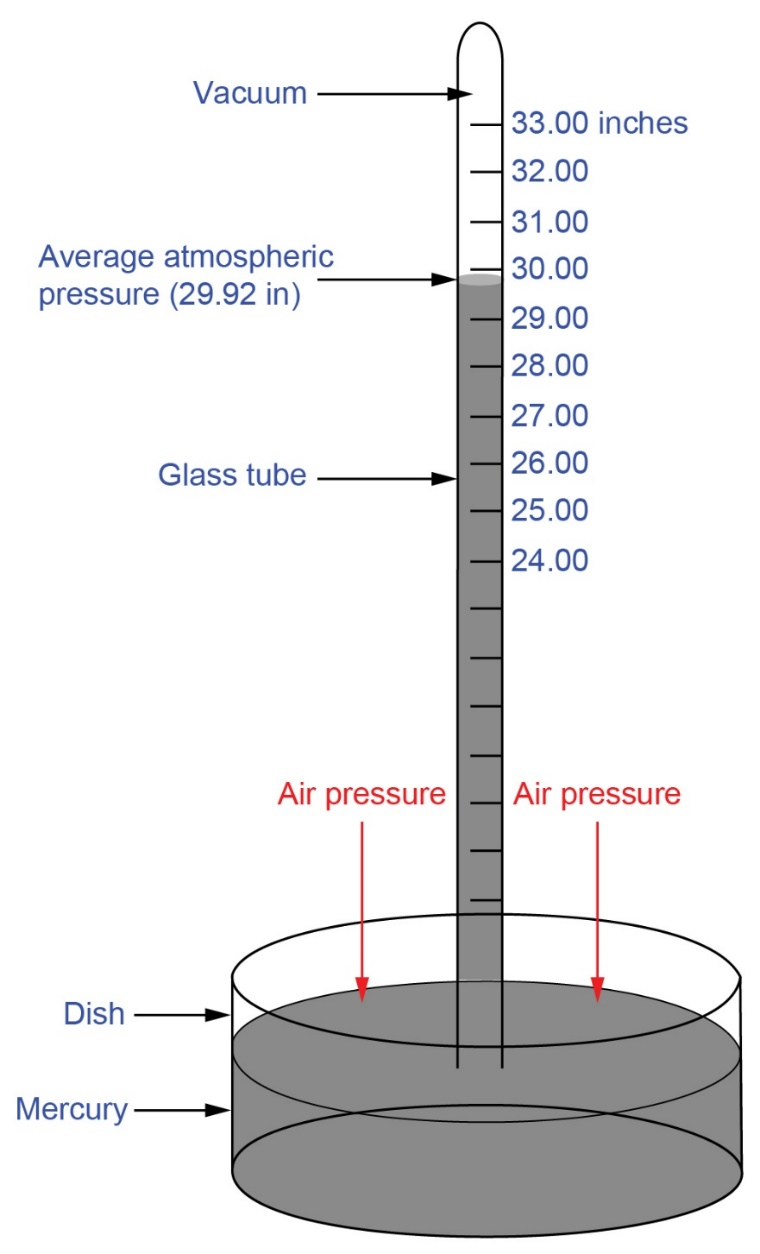 Vacuum
33.00 inches
32.00
31.00
Average atmospheric
pressure (29.92 in)
30.00
29.00
28.00
27.00
Glass tube
26.00
25.00
24.00
Air pressure
Air pressure
Dish
Mercury